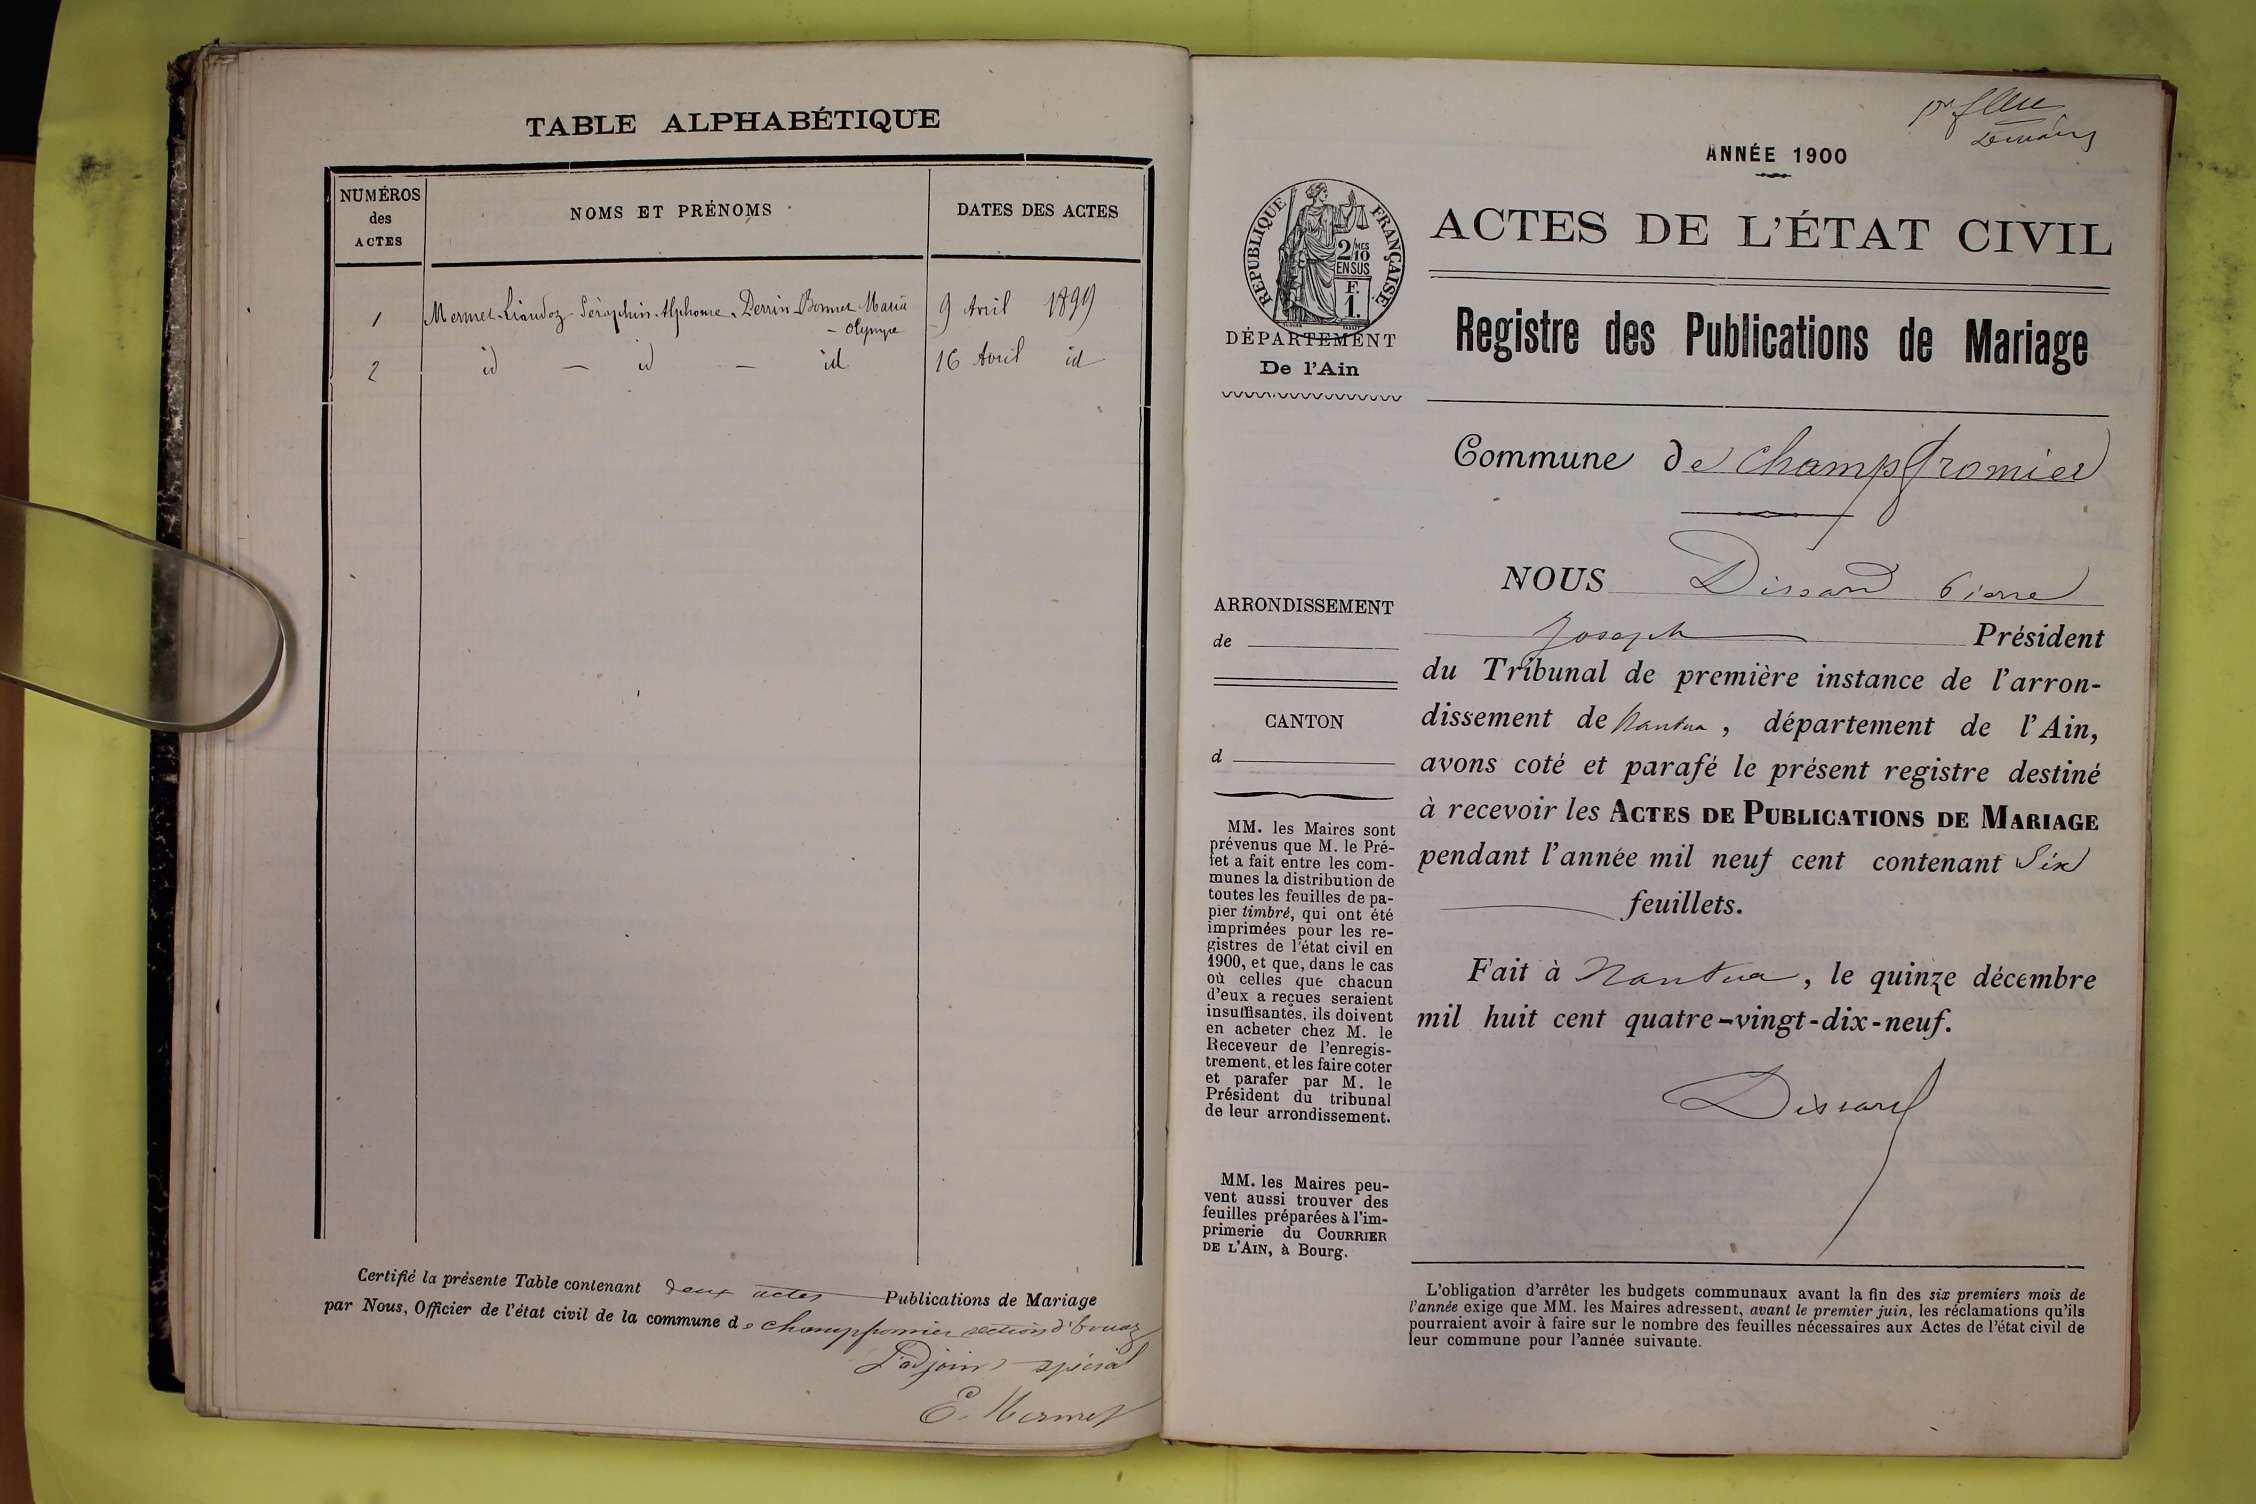 TABLE ALPHABÉTIQUE
NUMÉROS
des
ACTES
NOMS ET PRÉNOMS
DATES DES ACTES
1 Mermet-Liaudoz Séraphin Alphonse. Perrin-Bonnet Maria 9 Avril 1899
- Olympe
2 id — id — id 16 Avril id
Certifié la présente Table contenant deux actes Publications de Mariage
par Nous, Officier de l'état civil de la commune de Champfromier section d'Evuaz
L'adjoint spécial
E. Mermet
1er feuillet
ANNÉE 1900
RÉPUBLIQUE FRANÇAISE
2/10 MES
EN SUS
F.
1.
DÉPARTEMENT
De l'Ain
ACTES DE L'ÉTAT CIVIL
Registre des Publications de Mariage
Commune de Champfromier
NOUS Dissard Pierre
Joseph Président
du Tribunal de première instance de l'arron-
dissement de Nantua, département de l'Ain,
avons coté et parafé le présent registre destiné
à recevoir les ACTES DE PUBLICATIONS DE MARIAGE
pendant l'année mil neuf cent contenant Six
feuillets.
Fait à Nantua, le quinze décembre
mil huit cent quatre-vingt-dix-neuf.
Dissard
ARRONDISSEMENT
de
CANTON
d
MM. les Maires sont
prévenus que M. le Pré-
fet a fait entre les com-
munes la distribution de
toutes les feuilles de pa-
pier timbré, qui ont été
imprimées pour les re-
gistres de l'état civil en
1900, et que, dans le cas
où celles que chacun
d'eux a reçues seraient
insuffisantes, ils doivent
en acheter chez M. le
Receveur de l'enregis-
trement, et les faire coter
et parafer par M. le
Président du tribunal
de leur arrondissement.
MM. les Maires peu-
vent aussi trouver des
feuilles préparées à l'im-
primerie du COURRIER
DE L'AIN, à Bourg.
L'obligation d'arrêter les budgets communaux avant la fin des six premiers mois de
l'année exige que MM. les Maires adressent, avant le premier juin, les réclamations qu'ils
pourraient avoir à faire sur le nombre des feuilles nécessaires aux Actes de l'état civil de
leur commune pour l'année suivante.